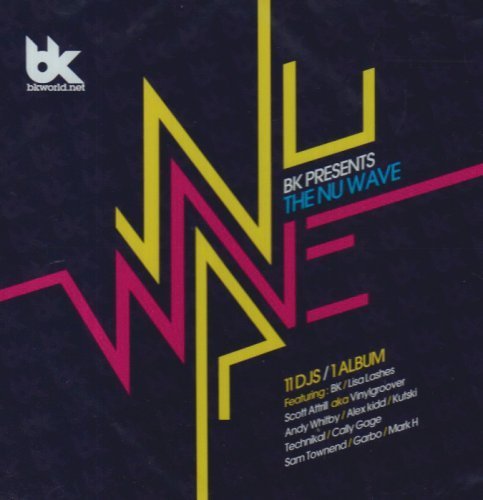 bk
bkworld.net
NU
WAVE
BK PRESENTS
THE NU WAVE
11 DJS / 1 ALBUM
Featuring : BK / Lisa Lashes
Scott Attrill aka Vinylgroover
Andy Whitby / Alex kidd / Kutski
Technikal / Cally Gage
Sam Townend / Garbo / Mark H